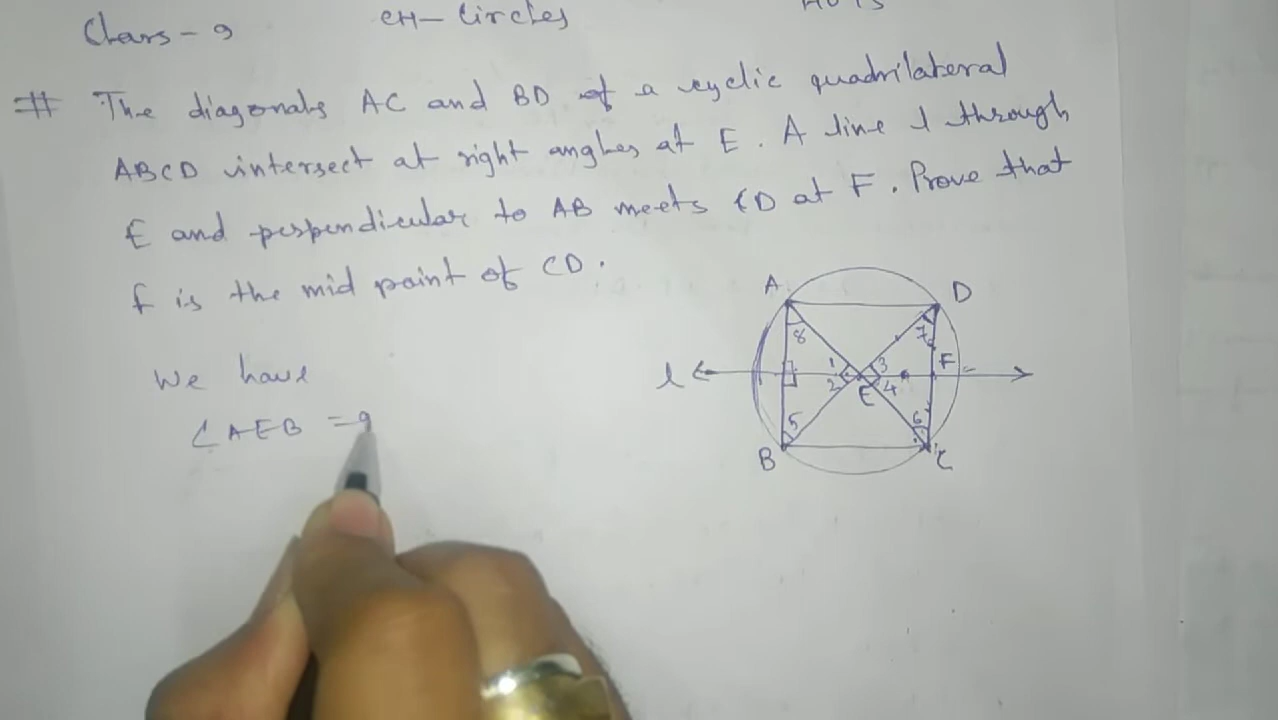 Class - 9 CH- Circles HOTS
# The diagonals AC and BD of a cyclic quadrilateral
ABCD intersect at right angles at E. A line l through
E and perpendicular to AB meets CD at F. Prove that
F is the mid point of CD.
A D
8 7
l 1 3 F
2 E 4
5 6
B C
We have
∠AEB = 9